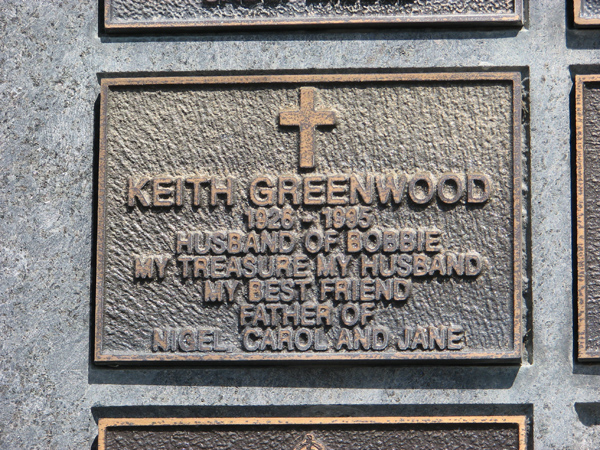 KEITH GREENWOOD
1926 - 1995
HUSBAND OF BOBBIE
MY TREASURE MY HUSBAND
MY BEST FRIEND
FATHER OF
NIGEL, CAROL AND JANE